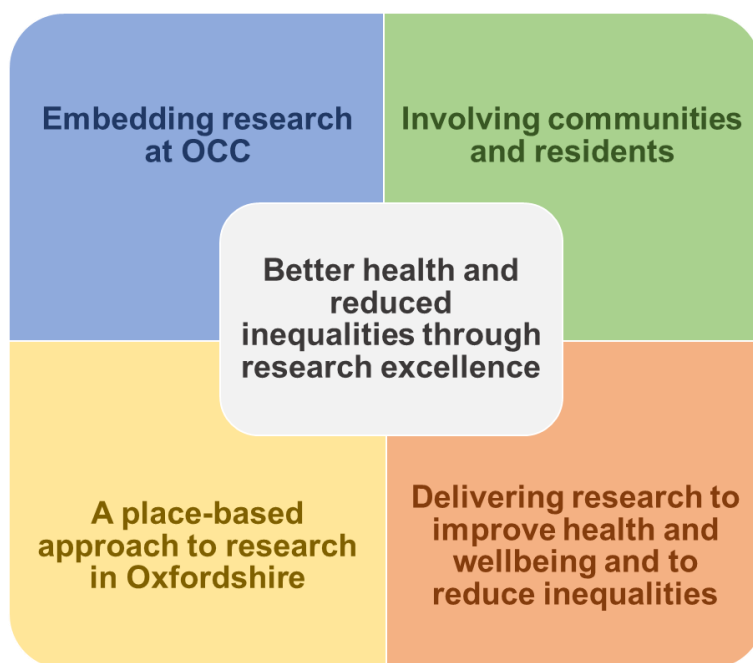 Embedding research
at OCC
Involving communities
and residents
Better health and
reduced
inequalities through
research excellence
A place-based
approach to research
in Oxfordshire
Delivering research to
improve health and
wellbeing and to
reduce inequalities